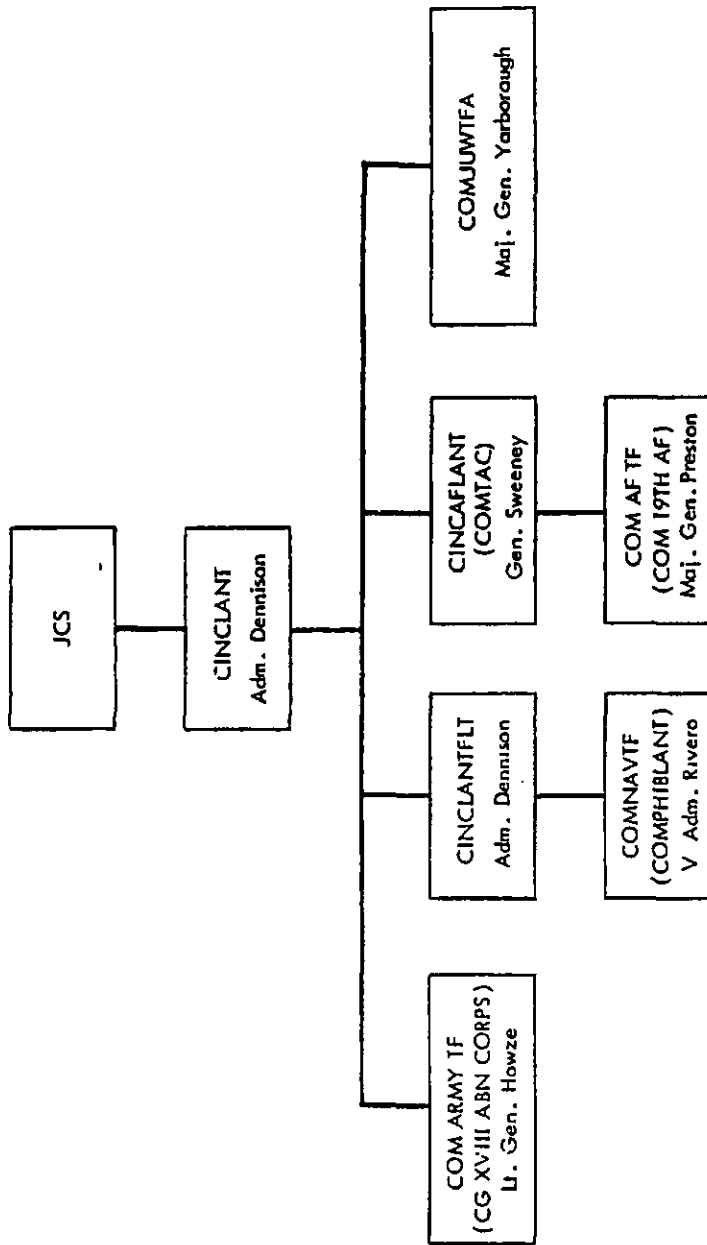 JCS
CINCLANT
Adm. Dennison
COM ARMY TF
(CG XVIII ABN CORPS)
Lt. Gen. Howze
CINCLANTFLT
Adm. Dennison
CINCAFLANT
(COMTAC)
Gen. Sweeney
COMJUWTFA
Maj. Gen. Yarborough
COMNAVTF
(COMPHIBLANT)
V Adm. Rivero
COM AF TF
(COM 19TH AF)
Maj. Gen. Preston